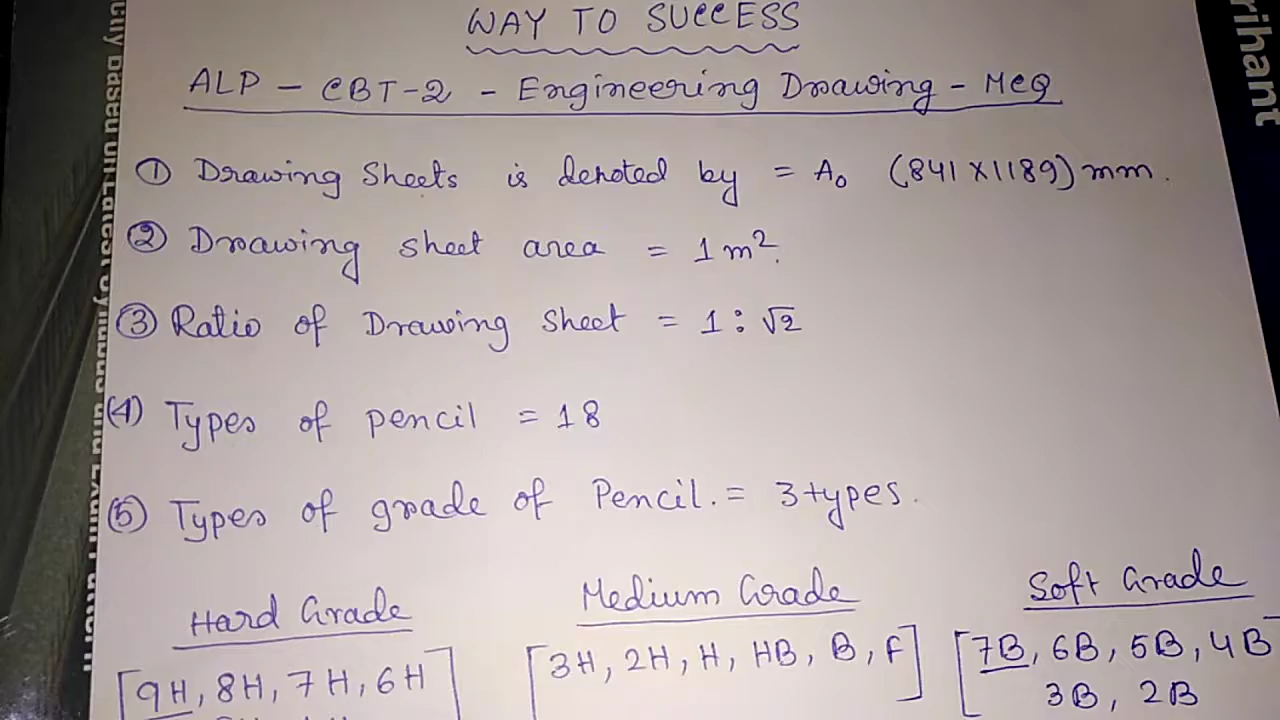 WAY TO SUCCESS
ALP - CBT-2 - Engineering Drawing - MCQ
① Drawing Sheets is denoted by = A₀ (841 x 1189) mm.
② Drawing sheet area = 1 m².
③ Ratio of Drawing Sheet = 1 : √2
(4) Types of pencil = 18
⑤ Types of grade of Pencil. = 3 types.
Hard Grade Medium Grade Soft Grade
[9H, 8H, 7H, 6H] [3H, 2H, H, HB, B, F] [7B, 6B, 5B, 4B
3B, 2B
rihant